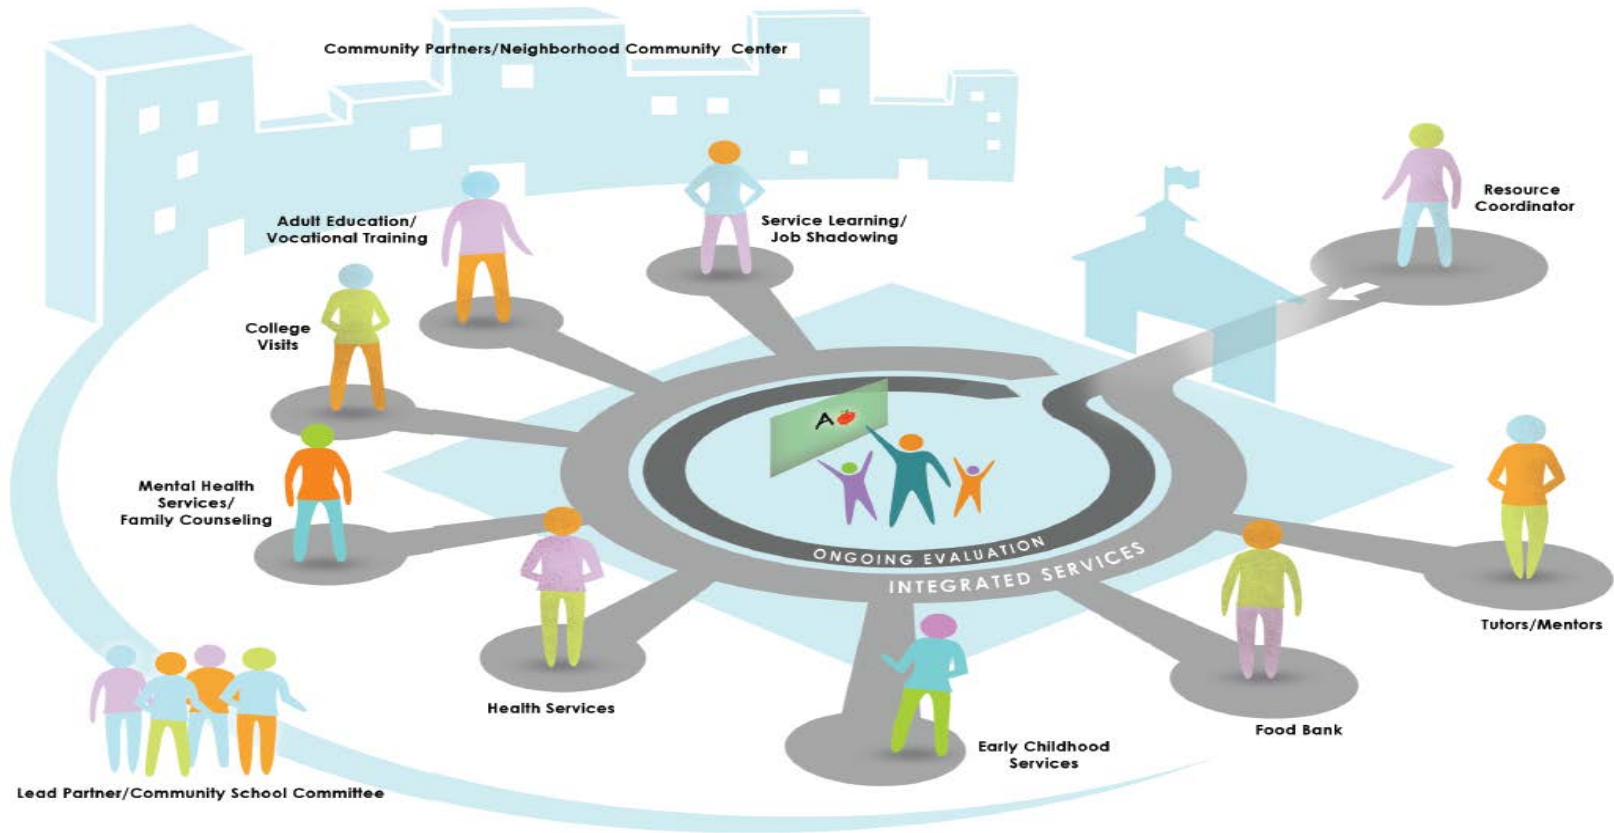 Community Partners/Neighborhood Community Center
Resource
Coordinator
Adult Education/
Vocational Training
Service Learning/
Job Shadowing
College
Visits
A
Mental Health
Services/
Family Counseling
ONGOING EVALUATION
INTEGRATED SERVICES
Tutors/Mentors
Health Services
Food Bank
Early Childhood
Services
Lead Partner/Community School Committee